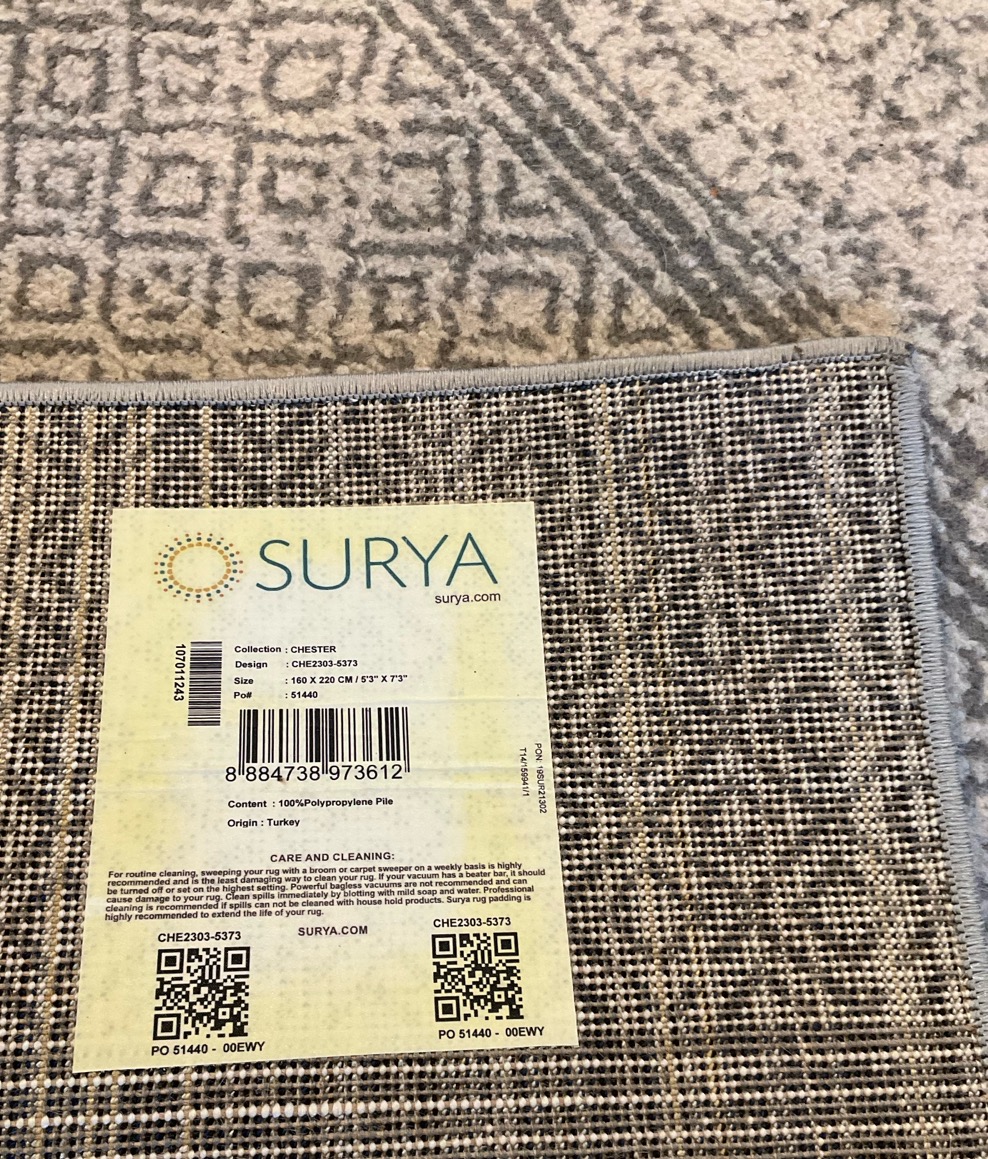 SURYA
surya.com
107011243
Collection : CHESTER
Design : CHE2303-5373
Size : 160 X 220 CM / 5'3" X 7'3"
Po# : 51440
8 884738 973612
PON: 19SUR21302
T14/159941/1
Content : 100%Polypropylene Pile
Origin : Turkey
CARE AND CLEANING:
For routine cleaning, sweeping your rug with a broom or carpet sweeper on a weekly basis is highly
recommended and is the least damaging way to clean your rug. If your vacuum has a beater bar, it should
be turned off or set on the highest setting. Powerful bagless vacuums are not recommended and can
cause damage to your rug. Clean spills immediately by blotting with mild soap and water. Professional
cleaning is recommended if spills can not be cleaned with house hold products. Surya rug padding is
highly recommended to extend the life of your rug.
CHE2303-5373
SURYA.COM
CHE2303-5373
PO 51440 - 00EWY
PO 51440 - 00EWY